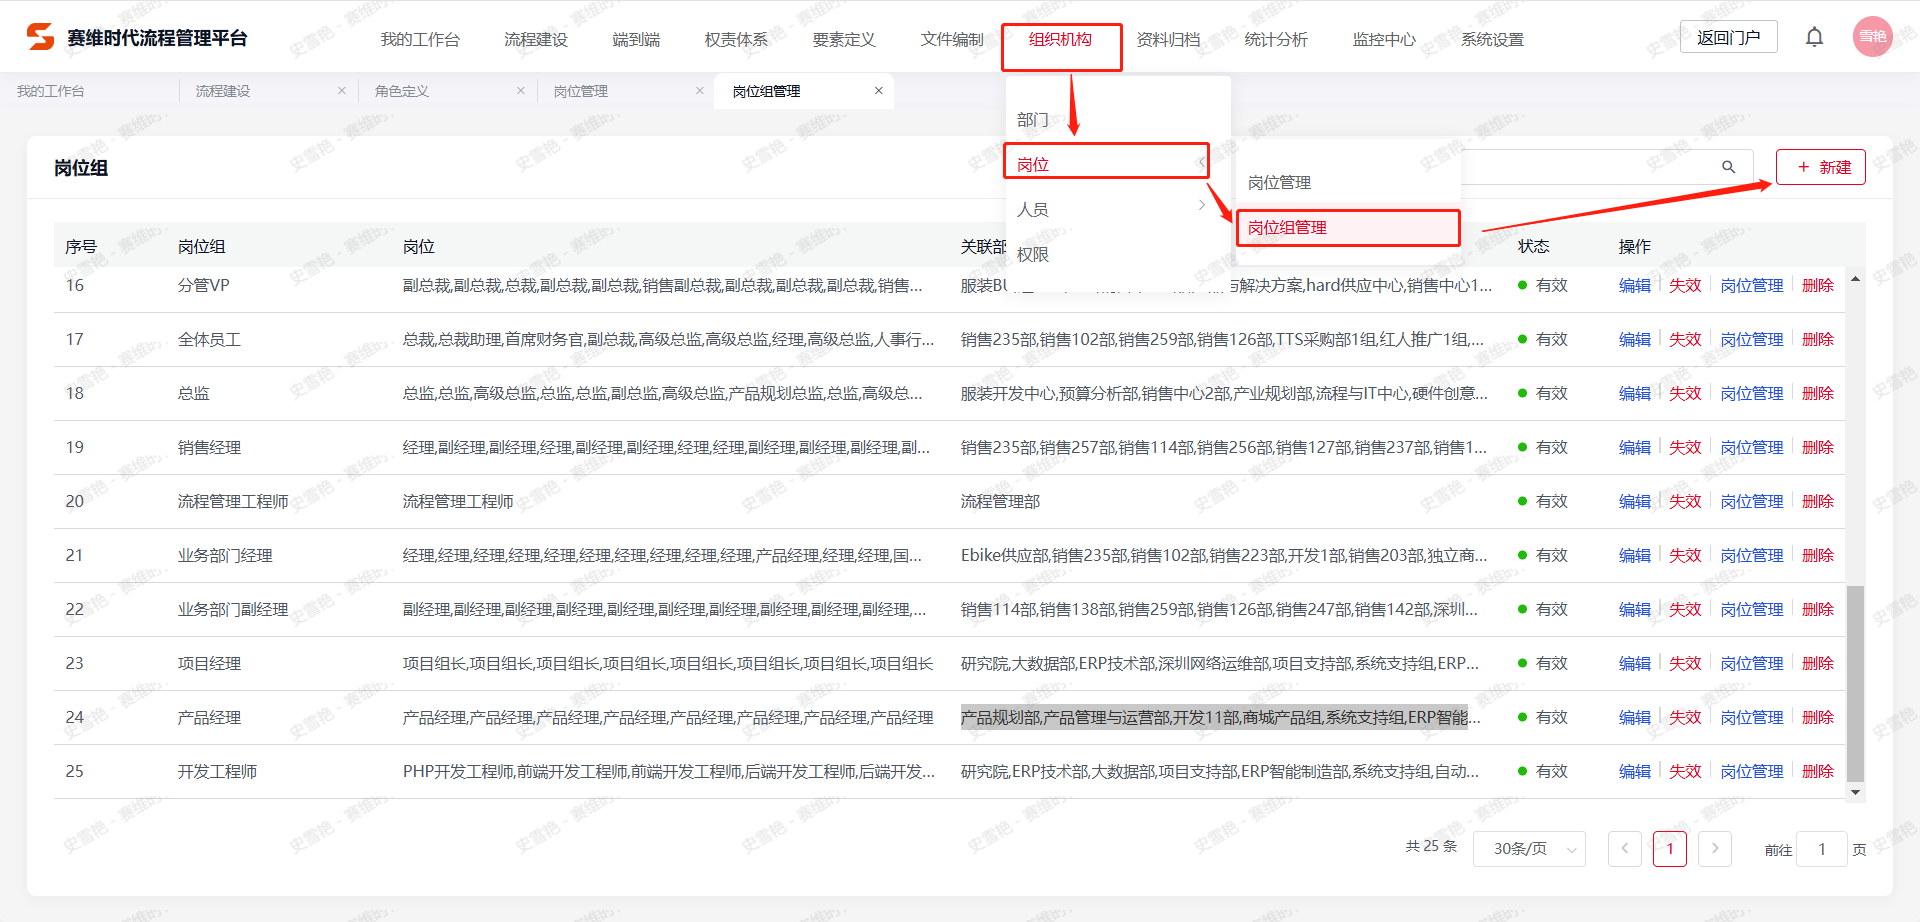 赛维时代流程管理平台
我的工作台 流程建设 端到端 权责体系 要素定义 文件编制 组织机构 资料归档 统计分析 监控中心 系统设置 返回门户 雪艳
我的工作台 流程建设 角色定义 岗位管理 岗位组管理
部门
岗位
人员
权限
岗位管理
岗位组管理
岗位组
+ 新建
序号 岗位组 岗位 关联部 状态 操作
16 分管VP 副总裁,副总裁,总裁,副总裁,副总裁,销售副总裁,副总裁,副总裁,副总裁,销售... 服装BU 与解决方案,hard供应中心,销售中心1... 有效 编辑 失效 岗位管理 删除
17 全体员工 总裁,总裁助理,首席财务官,副总裁,高级总监,高级总监,经理,高级总监,人事行... 销售235部,销售102部,销售259部,销售126部,TTS采购部1组,红人推广1组,... 有效 编辑 失效 岗位管理 删除
18 总监 总监,总监,高级总监,总监,总监,副总监,高级总监,产品规划总监,总监,高级总... 服装开发中心,预算分析部,销售中心2部,产业规划部,流程与IT中心,硬件创意... 有效 编辑 失效 岗位管理 删除
19 销售经理 经理,副经理,副经理,经理,副经理,副经理,经理,经理,副经理,副经理,副经理,副... 销售235部,销售257部,销售114部,销售256部,销售127部,销售237部,销售1... 有效 编辑 失效 岗位管理 删除
20 流程管理工程师 流程管理工程师 流程管理部 有效 编辑 失效 岗位管理 删除
21 业务部门经理 经理,经理,经理,经理,经理,经理,经理,经理,经理,经理,产品经理,经理,经理,国... Ebike供应部,销售235部,销售102部,销售223部,开发1部,销售203部,独立商... 有效 编辑 失效 岗位管理 删除
22 业务部门副经理 副经理,副经理,副经理,副经理,副经理,副经理,副经理,副经理,副经理,副经理,... 销售114部,销售138部,销售259部,销售126部,销售247部,销售142部,深圳... 有效 编辑 失效 岗位管理 删除
23 项目经理 项目组长,项目组长,项目组长,项目组长,项目组长,项目组长,项目组长,项目组长 研究院,大数据部,ERP技术部,深圳网络运维部,项目支持部,系统支持组,ERP... 有效 编辑 失效 岗位管理 删除
24 产品经理 产品经理,产品经理,产品经理,产品经理,产品经理,产品经理,产品经理,产品经理 产品规划部,产品管理与运营部,开发11部,商城产品组,系统支持组,ERP智能... 有效 编辑 失效 岗位管理 删除
25 开发工程师 PHP开发工程师,前端开发工程师,前端开发工程师,后端开发工程师,后端开发... 研究院,ERP技术部,大数据部,项目支持部,ERP智能制造部,系统支持组,自动... 有效 编辑 失效 岗位管理 删除
共 25 条 30条/页 1 前往 1 页
史雪艳 - 赛维时